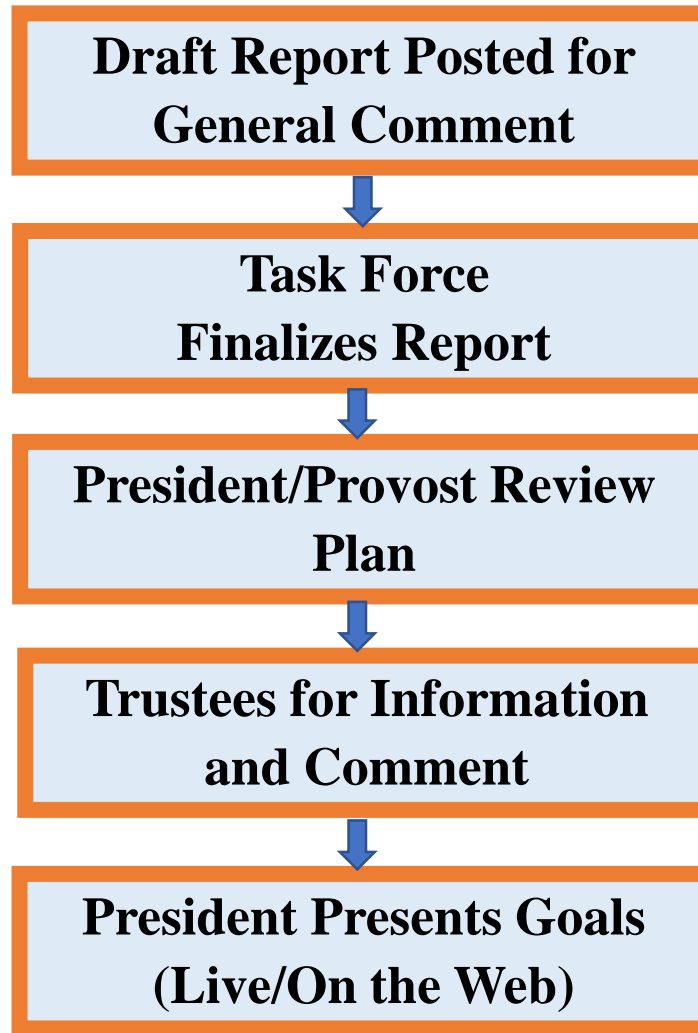 Draft Report Posted for
General Comment
Task Force
Finalizes Report
President/Provost Review
Plan
Trustees for Information
and Comment
President Presents Goals
(Live/On the Web)